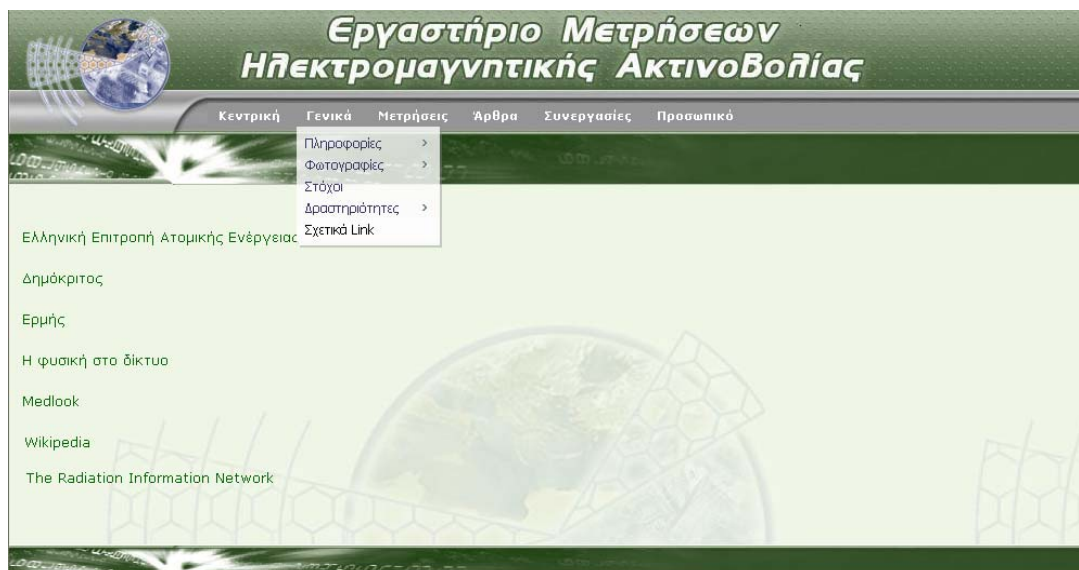 Εργαστήριο Μετρήσεων
Ηλεκτρομαγνητικής Ακτινοβολίας
Κεντρική Γενικά Μετρήσεις Άρθρα Συνεργασίες Προσωπικό
Πληροφορίες >
Φωτογραφίες >
Στόχοι
Δραστηριότητες >
Σχετικά Link
Ελληνική Επιτροπή Ατομικής Ενέργειας
Δημόκριτος
Ερμής
Η φυσική στο δίκτυο
Medlook
Wikipedia
The Radiation Information Network